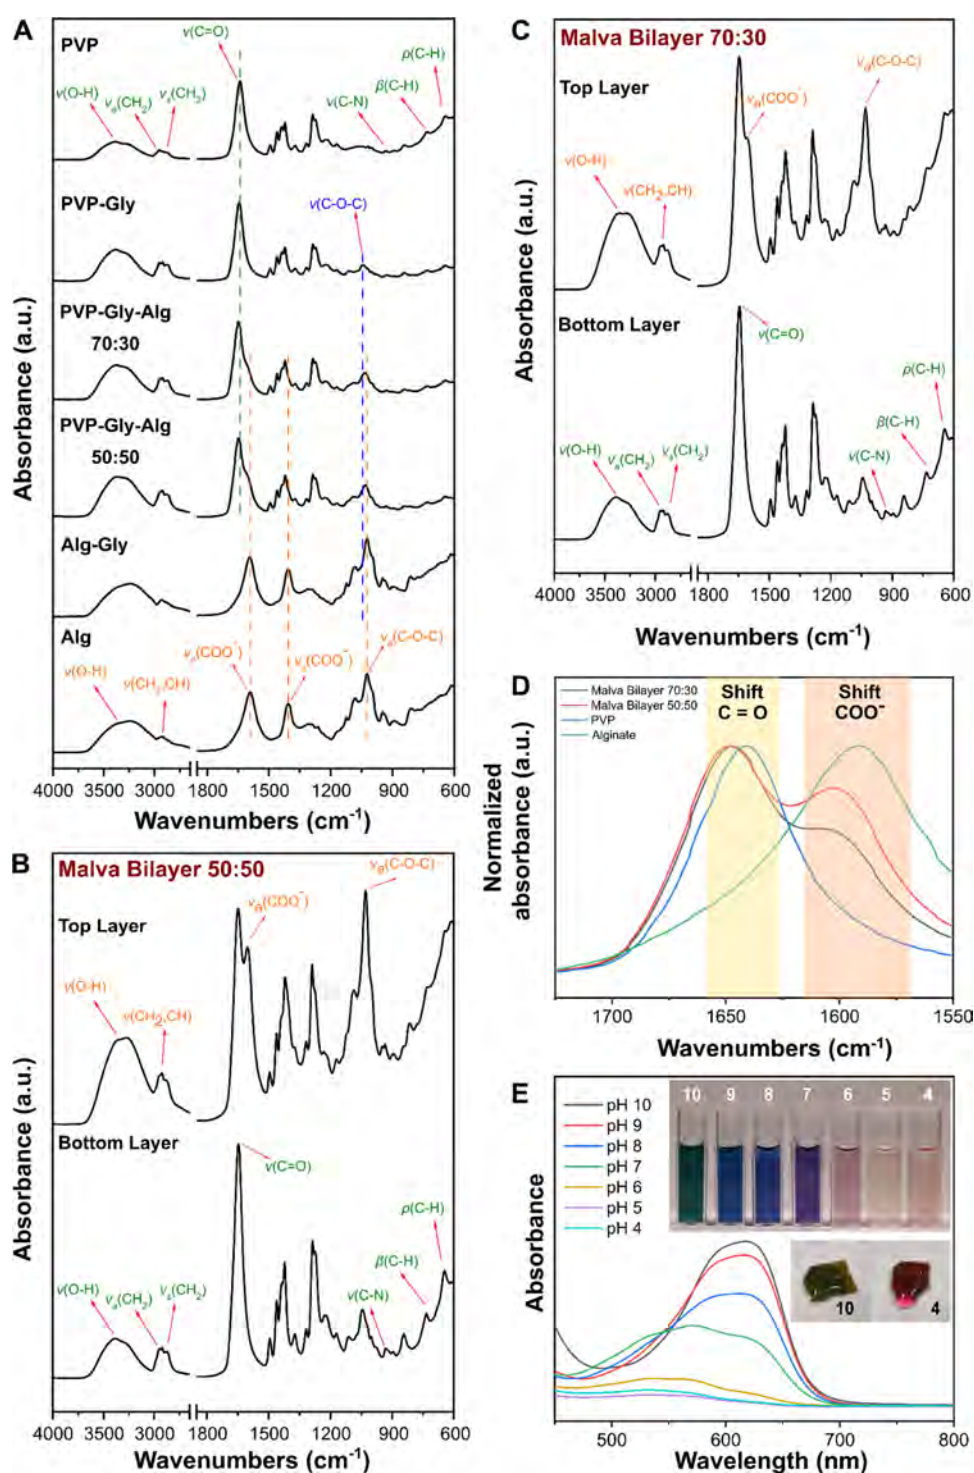 A
PVP
ν(C=O)
ρ(C-H)
β(C-H)
ν(C-N)
ν(O-H)
νa(CH2)
νs(CH2)
PVP-Gly
ν(C-O-C)
PVP-Gly-Alg
70:30
PVP-Gly-Alg
50:50
Alg-Gly
Alg
ν(O-H)
ν(CH2,CH)
νa(COO-)
νs(COO-)
νa(C-O-C)
Absorbance (a.u.)
4000 3400 3000 1800 1500 1200 900 600
Wavenumbers (cm-1)
B
Malva Bilayer 50:50
Top Layer
ν(O-H)
ν(CH2,CH)
νa(COO-)
νa(C-O-C)
Bottom Layer
ν(C=O)
ν(O-H)
νa(CH2)
νs(CH2)
ν(C-N)
β(C-H)
ρ(C-H)
Absorbance (a.u.)
4000 3400 3000 1800 1500 1200 900 600
Wavenumbers (cm-1)
C
Malva Bilayer 70:30
Top Layer
ν(O-H)
ν(CH2,CH)
νa(COO-)
νa(C-O-C)
Bottom Layer
ν(C=O)
ν(O-H)
νa(CH2)
νs(CH2)
ν(C-N)
β(C-H)
ρ(C-H)
Absorbance (a.u.)
4000 3400 3000 1800 1500 1200 900 600
Wavenumbers (cm-1)
D
Malva Bilayer 70:30
Malva Bilayer 50:50
PVP
Alginate
Shift
C = O
Shift
COO-
Normalized
absorbance (a.u.)
1700 1650 1600 1550
Wavenumbers (cm-1)
E
pH 10
pH 9
pH 8
pH 7
pH 6
pH 5
pH 4
10 9 8 7 6 5 4
10 4
Absorbance
500 600 700 800
Wavelength (nm)